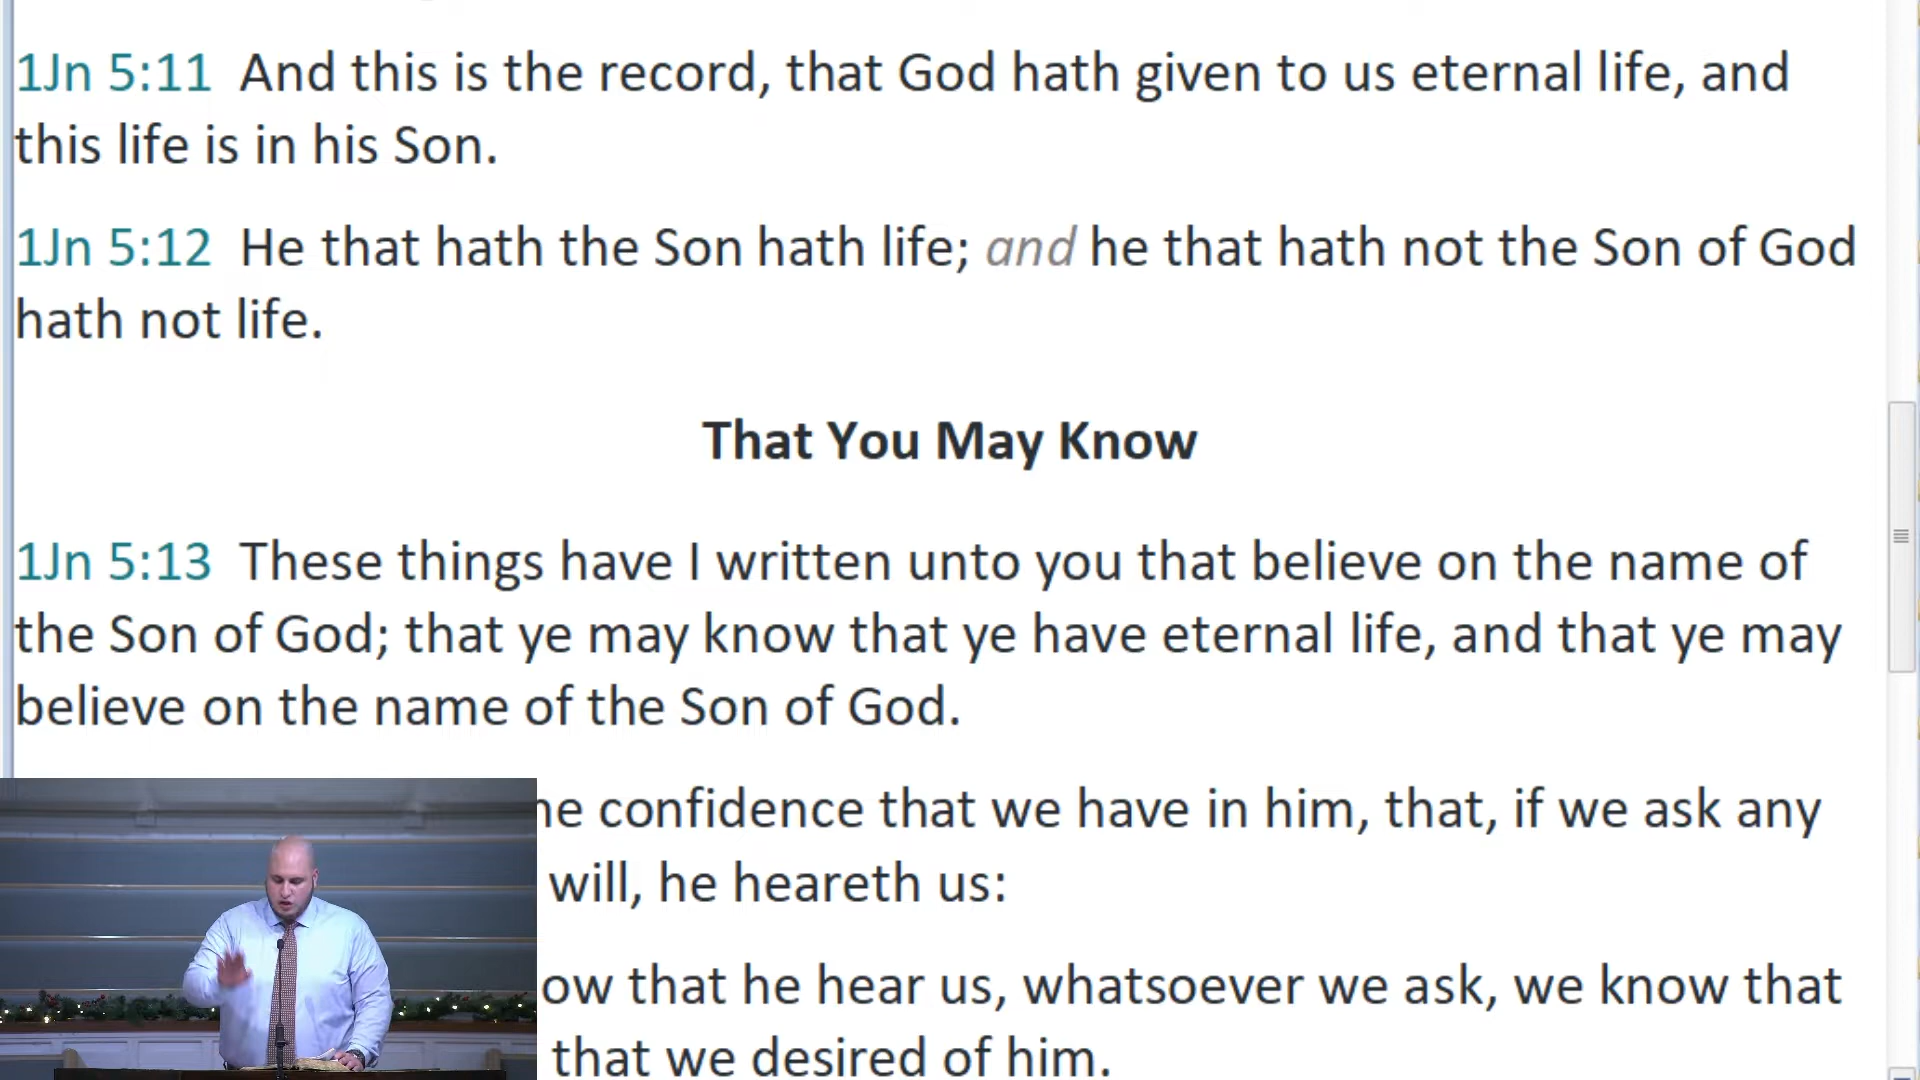 1Jn 5:11 And this is the record, that God hath given to us eternal life, and
this life is in his Son.
1Jn 5:12 He that hath the Son hath life; and he that hath not the Son of God
hath not life.
That You May Know
1Jn 5:13 These things have I written unto you that believe on the name of
the Son of God; that ye may know that ye have eternal life, and that ye may
believe on the name of the Son of God.
confidence that we have in him, that, if we ask any
will, he heareth us:
that he hear us, whatsoever we ask, we know that
that we desired of him.